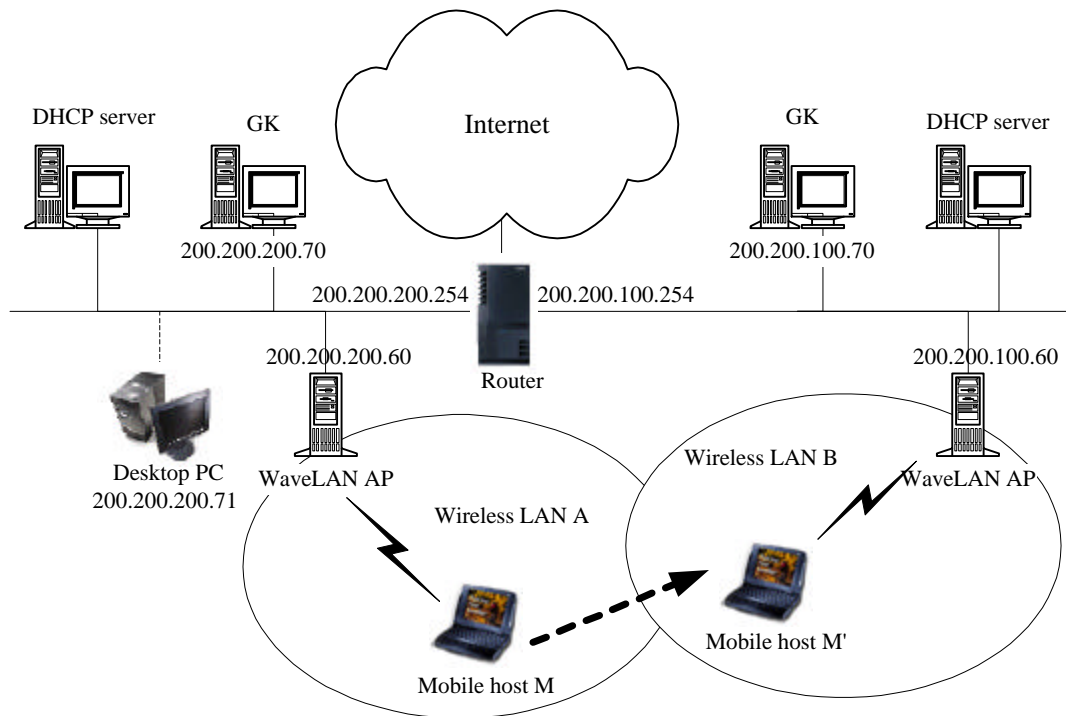 Internet
DHCP server
GK
GK
DHCP server
200.200.200.70
200.200.100.70
200.200.200.254
200.200.100.254
200.200.200.60
Router
200.200.100.60
Desktop PC
200.200.200.71
WaveLAN AP
Wireless LAN B
WaveLAN AP
Wireless LAN A
Mobile host M'
Mobile host M